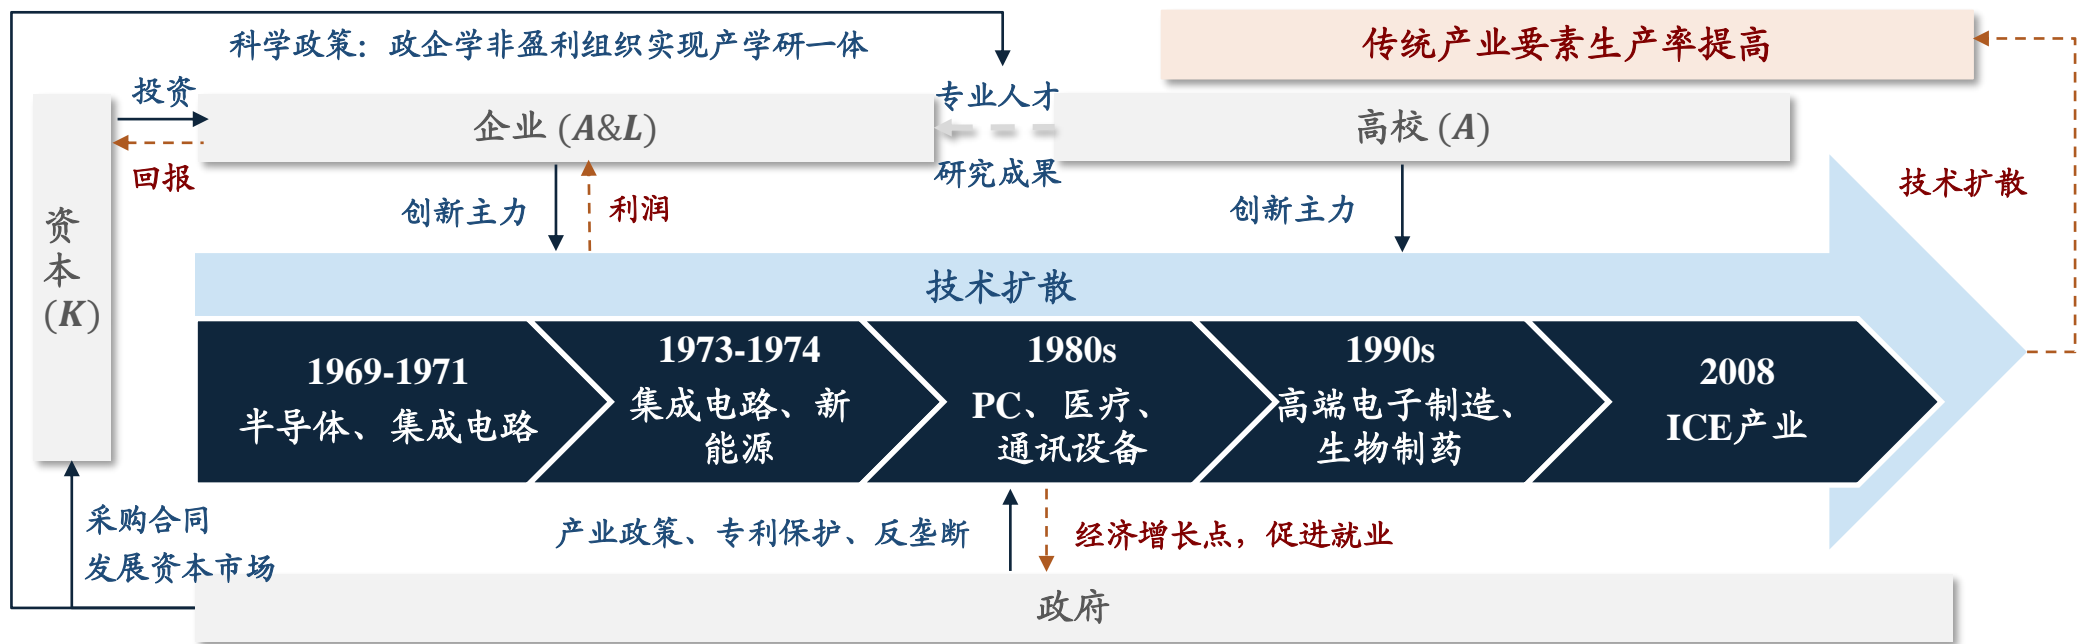 科学政策：政企学非盈利组织实现产学研一体
传统产业要素生产率提高
投资
企业 (A&L)
专业人才
高校 (A)
回报
研究成果
技术扩散
资
本
(K)
创新主力
利润
创新主力
技术扩散
1969-1971
半导体、集成电路
1973-1974
集成电路、新
能源
1980s
PC、医疗、
通讯设备
1990s
高端电子制造、
生物制药
2008
ICE产业
采购合同
发展资本市场
产业政策、专利保护、反垄断
经济增长点，促进就业
政府